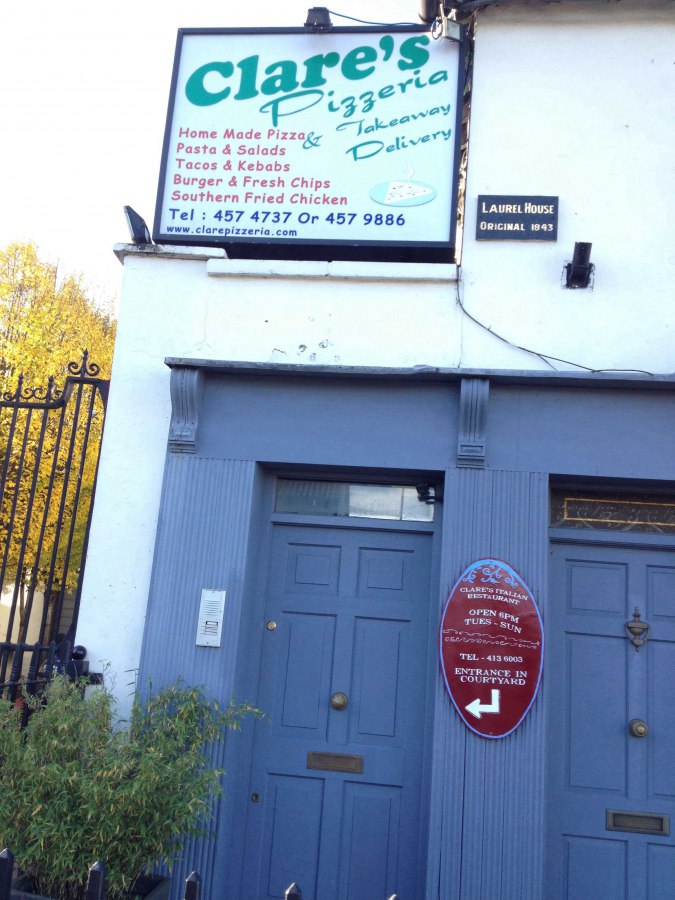 Clare's
Pizzeria
& Takeaway
Delivery
Home Made Pizza
Pasta & Salads
Tacos & Kebabs
Burger & Fresh Chips
Southern Fried Chicken
Tel : 457 4737 Or 457 9886
www.clarepizzeria.com
LAUREL HOUSE
ORIGINAL 1843
CLARE'S ITALIAN
RESTAURANT
OPEN 6PM
TUES - SUN
TEL - 413 6003
ENTRANCE IN
COURTYARD